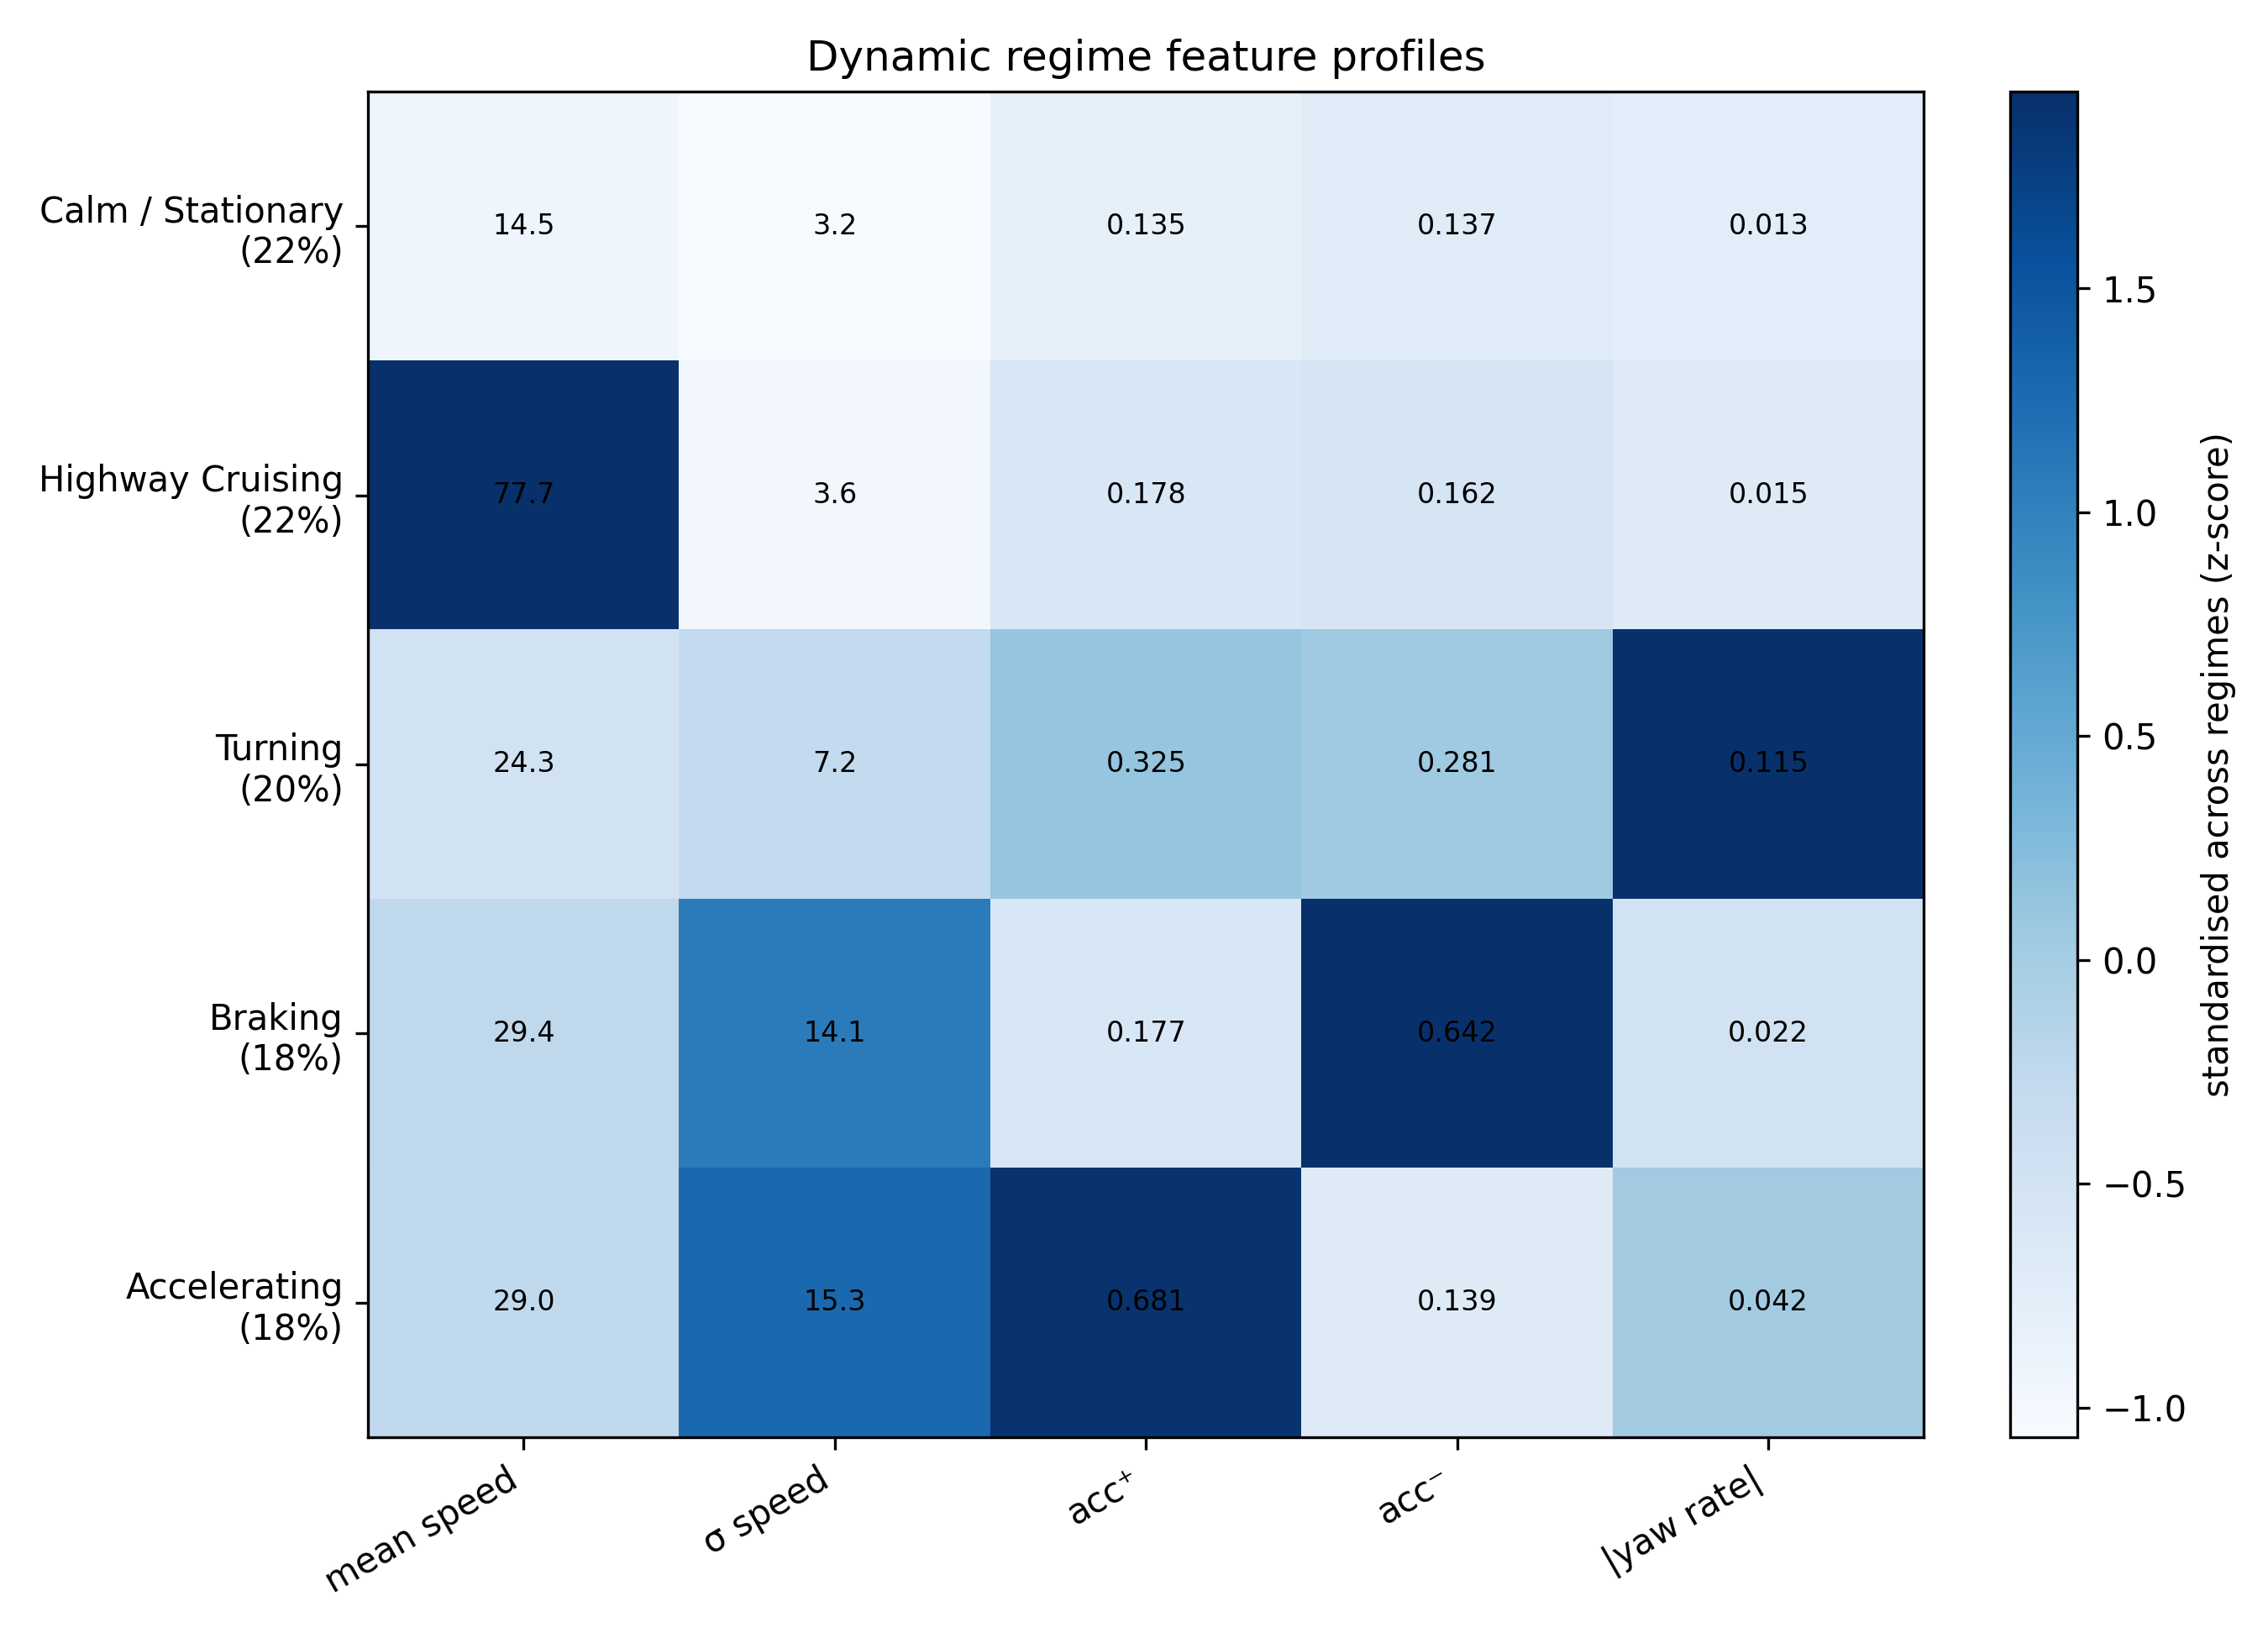 Dynamic regime feature profiles
Calm / Stationary
(22%)
14.5 3.2 0.135 0.137 0.013
Highway Cruising
(22%)
77.7 3.6 0.178 0.162 0.015
Turning
(20%)
24.3 7.2 0.325 0.281 0.115
Braking
(18%)
29.4 14.1 0.177 0.642 0.022
Accelerating
(18%)
29.0 15.3 0.681 0.139 0.042
mean speed
σ speed
acc⁺
acc⁻
|yaw rate|
1.5
1.0
0.5
0.0
−0.5
−1.0
standardised across regimes (z-score)